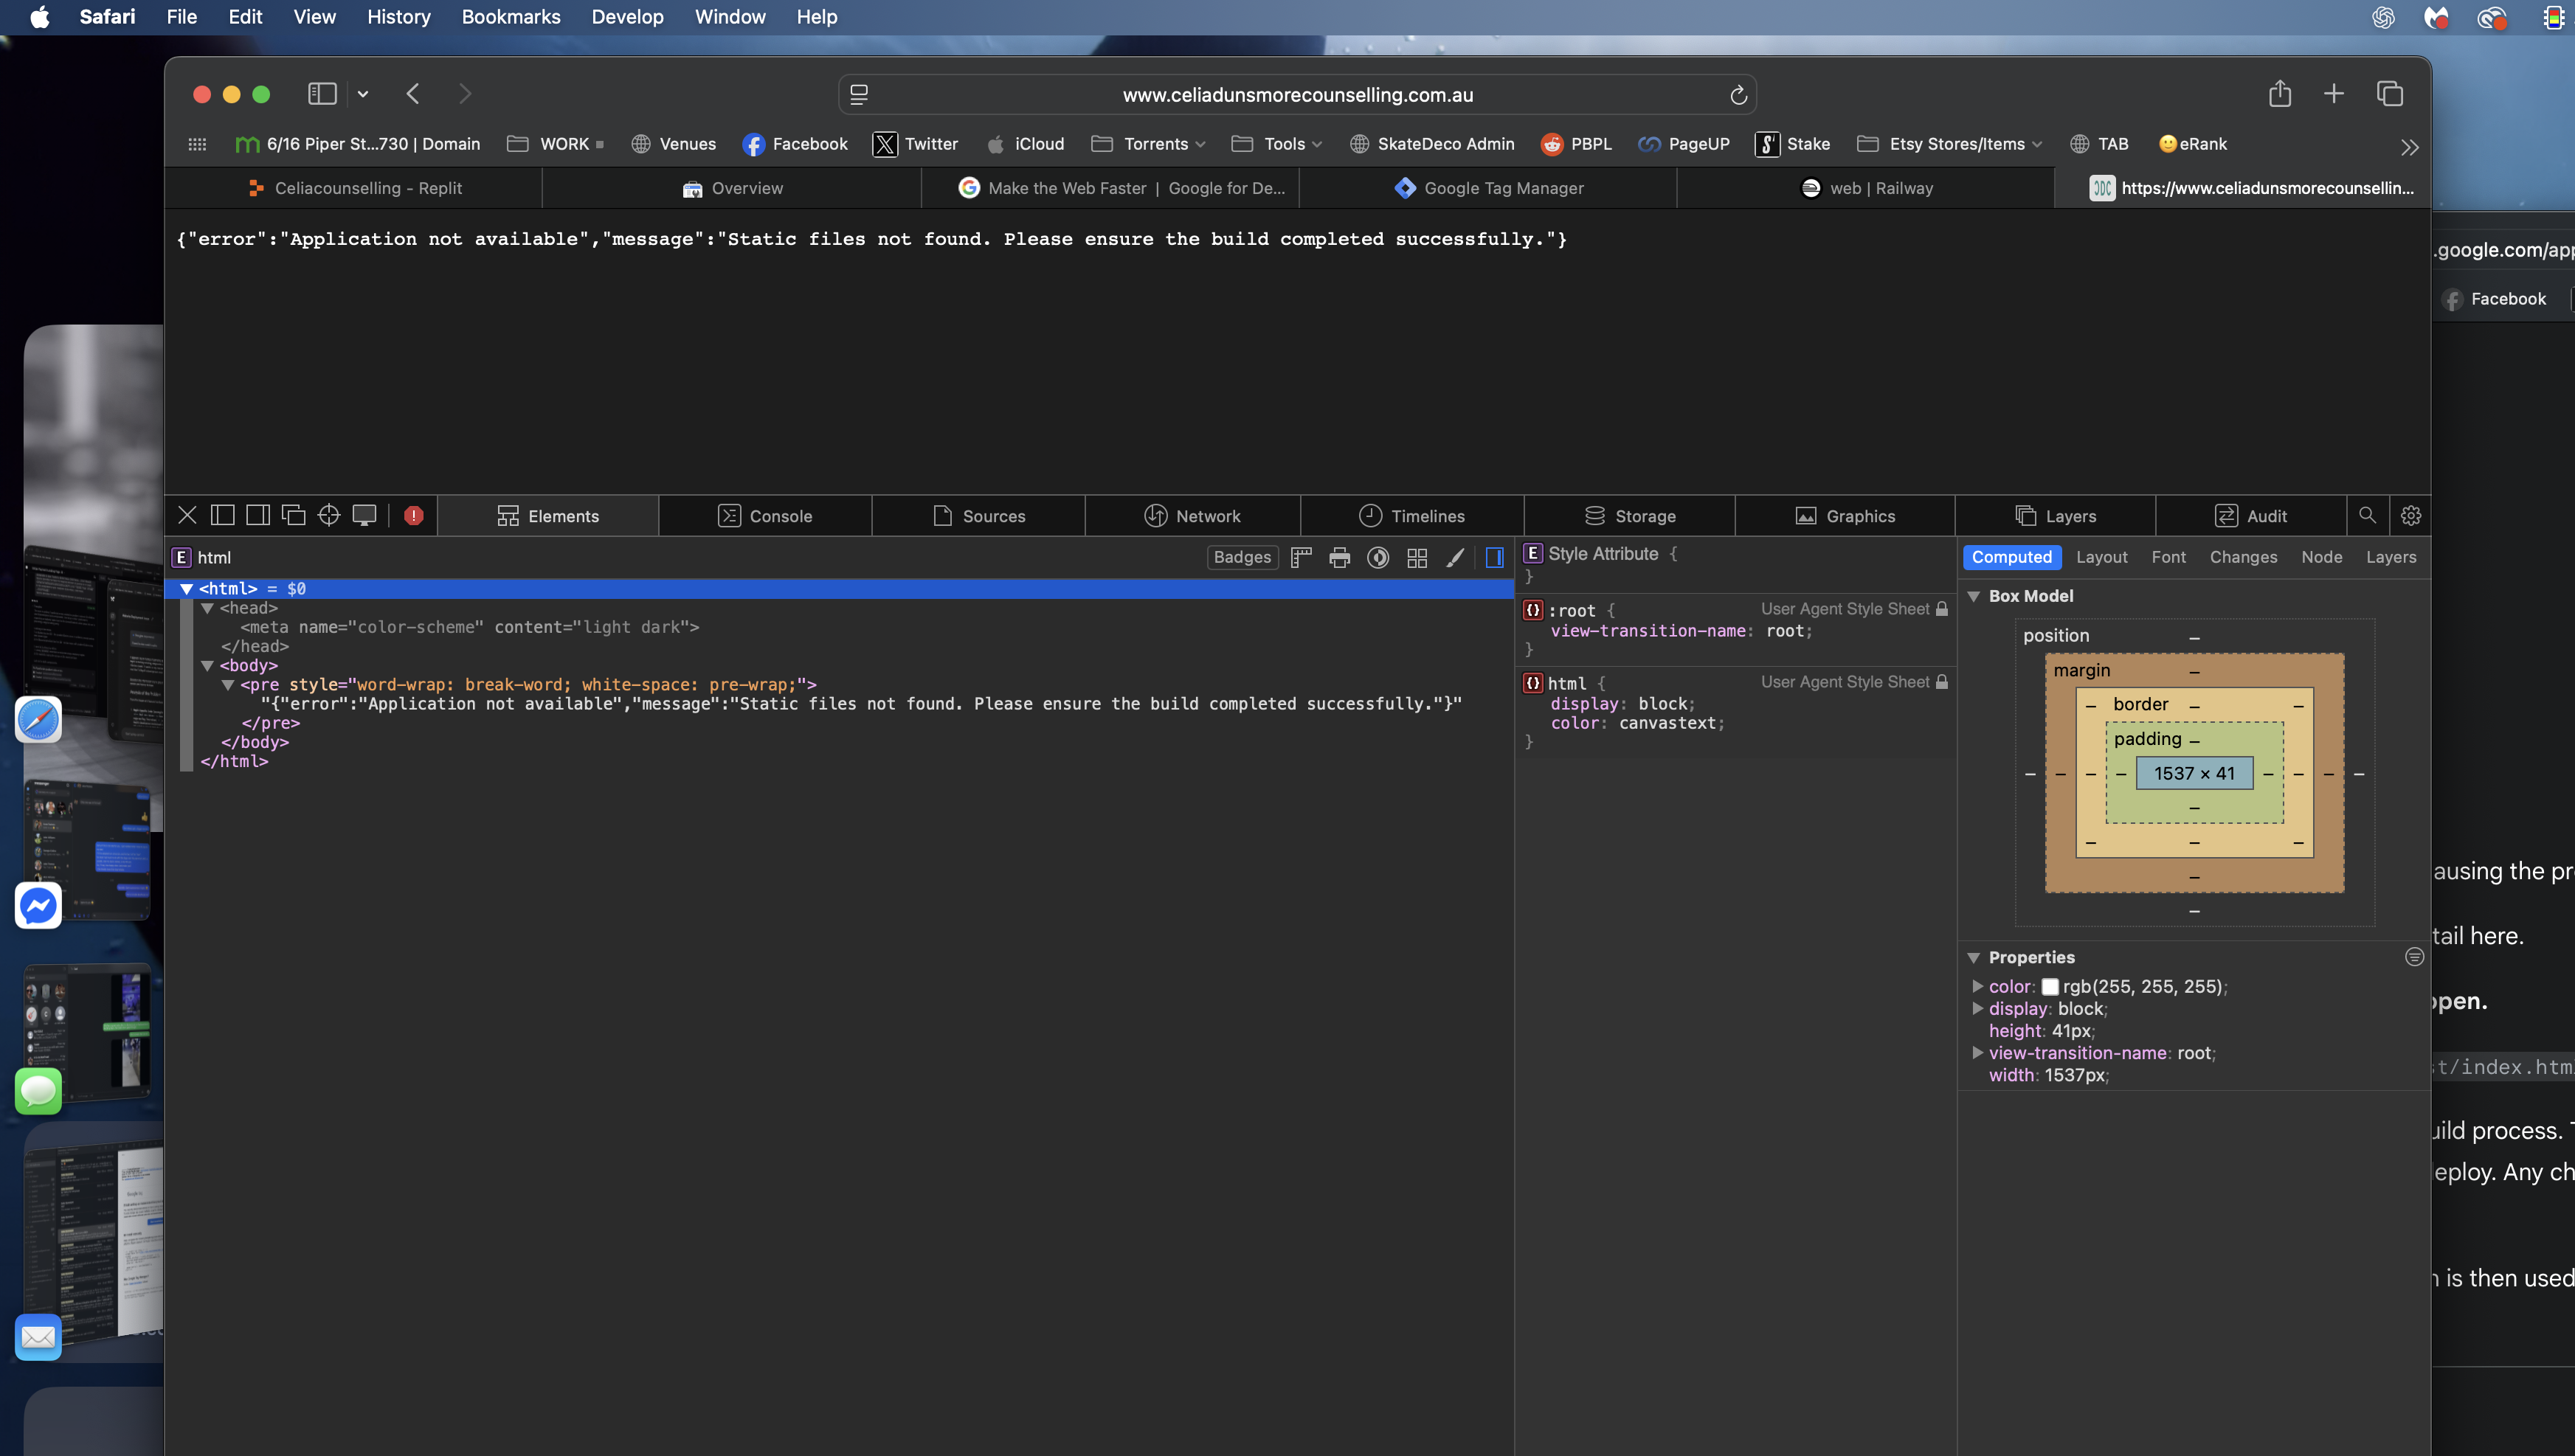 Safari File Edit View History Bookmarks Develop Window Help
www.celiadunsmorecounselling.com.au
6/16 Piper St...730 | Domain WORK Venues Facebook Twitter iCloud Torrents Tools SkateDeco Admin PBPL PageUP Stake Etsy Stores/Items TAB eRank
Celiacounselling - Replit Overview Make the Web Faster | Google for De... Google Tag Manager web | Railway https://www.celiadunsmorecounsellin...
{"error":"Application not available","message":"Static files not found. Please ensure the build completed successfully."}
.google.com/app
Facebook
Elements Console Sources Network Timelines Storage Graphics Layers Audit
E html
Badges
<html> = $0
<head>
<meta name="color-scheme" content="light dark">
</head>
<body>
<pre style="word-wrap: break-word; white-space: pre-wrap;">
"{"error":"Application not available","message":"Static files not found. Please ensure the build completed successfully."}"
</pre>
</body>
</html>
E Style Attribute {
}
:root { User Agent Style Sheet
view-transition-name: root;
}
html { User Agent Style Sheet
display: block;
color: canvastext;
}
Computed Layout Font Changes Node Layers
Box Model
position –
margin –
– border – –
padding –
– – – – 1537 × 41 – – – –
–
– – –
–
–
Properties
color: rgb(255, 255, 255);
display: block;
height: 41px;
view-transition-name: root;
width: 1537px;
ausing the pr
tail here.
open.
t/index.htm
uild process. T
deploy. Any ch
is then used